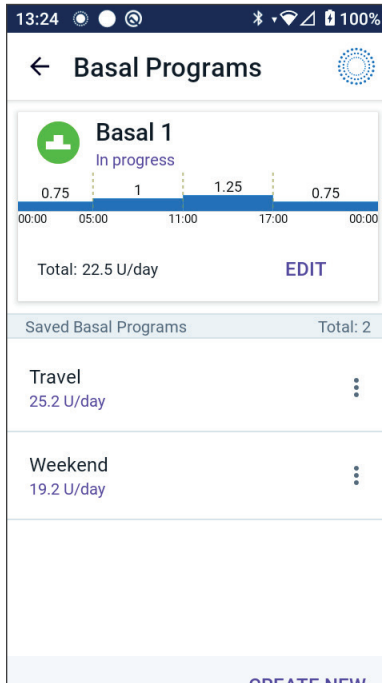 13:24 100%
Basal Programs
Basal 1
In progress
0.75 1 1.25 0.75
00:00 05:00 11:00 17:00 00:00
Total: 22.5 U/day EDIT
Saved Basal Programs Total: 2
Travel
25.2 U/day
Weekend
19.2 U/day
CREATE NEW